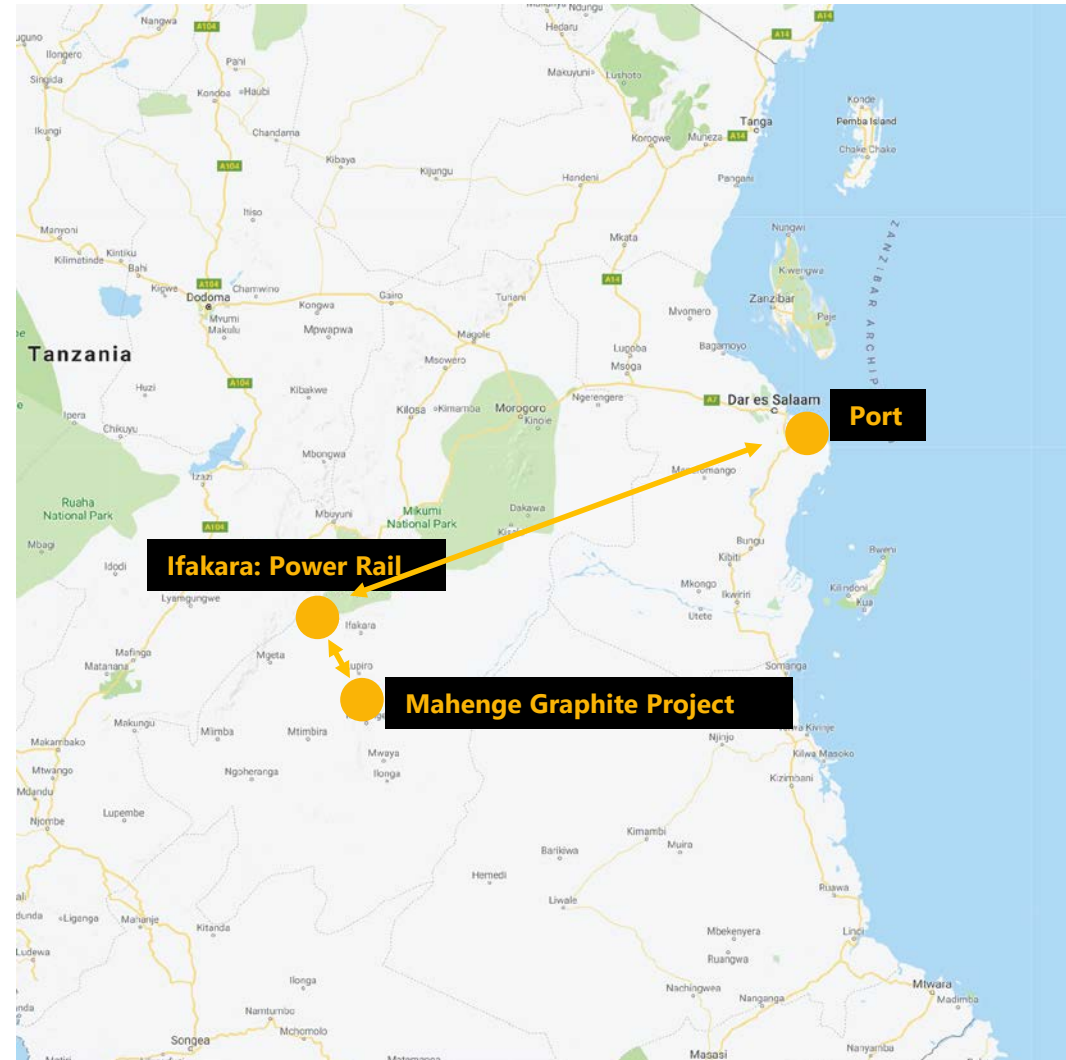 Ndungu
Nangwa
A104
Hedaru
A14
A14
Ilongero
Pahi
Makuyuni
Lushoto
Singida
Kondoa
Haubi
Konde
Tanga
Pemba Island
Ikungi
Chandama
Korogwe
Muheza
A14
Chake Chake
A104
Kibaya
Kijungu
Handeni
Pangani
Itiso
Manyoni
Mkata
Nungwi
ZANZIBAR ARCHIP
Kilimatinde
Kintiku
Bahi
A14
Kiwengwa
Kigwe
A104
Chamwino
Dodoma
Gairo
Turiani
Zanzibar
Kongwa
Mvomero
Paje
Mvumi
Makulu
Mpwapwa
Magole
Tanzania
Lugoba
Bagamoyo
Msowero
Msoga
Huzi
A104
Kibakwe
Ngerengere
A7
Dar es Salaam
Ipera
Kilosa
Kimamba
Morogoro
Kinole
Port
Chikuyu
Mbongwa
Izazi
Ruaha
National Park
Mbuyuni
Mikumi
National Park
Dakawa
A104
Mbagi
Bungu
Idodi
Ifakara: Power Rail
Kibiti
Bweni
Mkongo
Ikwiriri
Kilindoni
Kua
Lyamgungwe
Utete
Ifakara
Mafinga
Mgeta
Matanana
Lupiro
Somanga
Mahenge Graphite Project
Makungu
Mlimba
Mtimbira
Makambako
Njinjo
Kivinje
Mwaya
Kilwa Masoko
Mtwango
Ngoheranga
Ilonga
Kizimbani
Mdandu
Lupembe
Njombe
Kimambi
Muira
Barikiwa
Hemedi
Ruawa
Liwale
Liganga
Mahanje
Kitanda
Mbekenyera
Lindi
Ludewa
Ruangwa
Ilonga
Nachingwea
Nanganga
Mtwara
Madimba
Namtumbo
Mchomolo
Songea
Masasi
Nanyamba